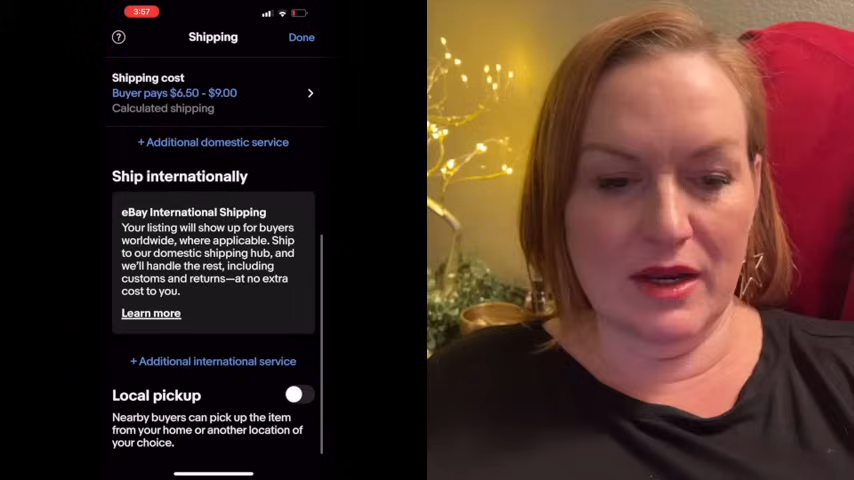 3:57
Shipping
Done
Shipping cost
Buyer pays $6.50 - $9.00
Calculated shipping
+ Additional domestic service
Ship internationally
eBay International Shipping
Your listing will show up for buyers
worldwide, where applicable. Ship
to our domestic shipping hub, and
we'll handle the rest, including
customs and returns—at no extra
cost to you.
Learn more
+ Additional international service
Local pickup
Nearby buyers can pick up the item
from your home or another location of
your choice.